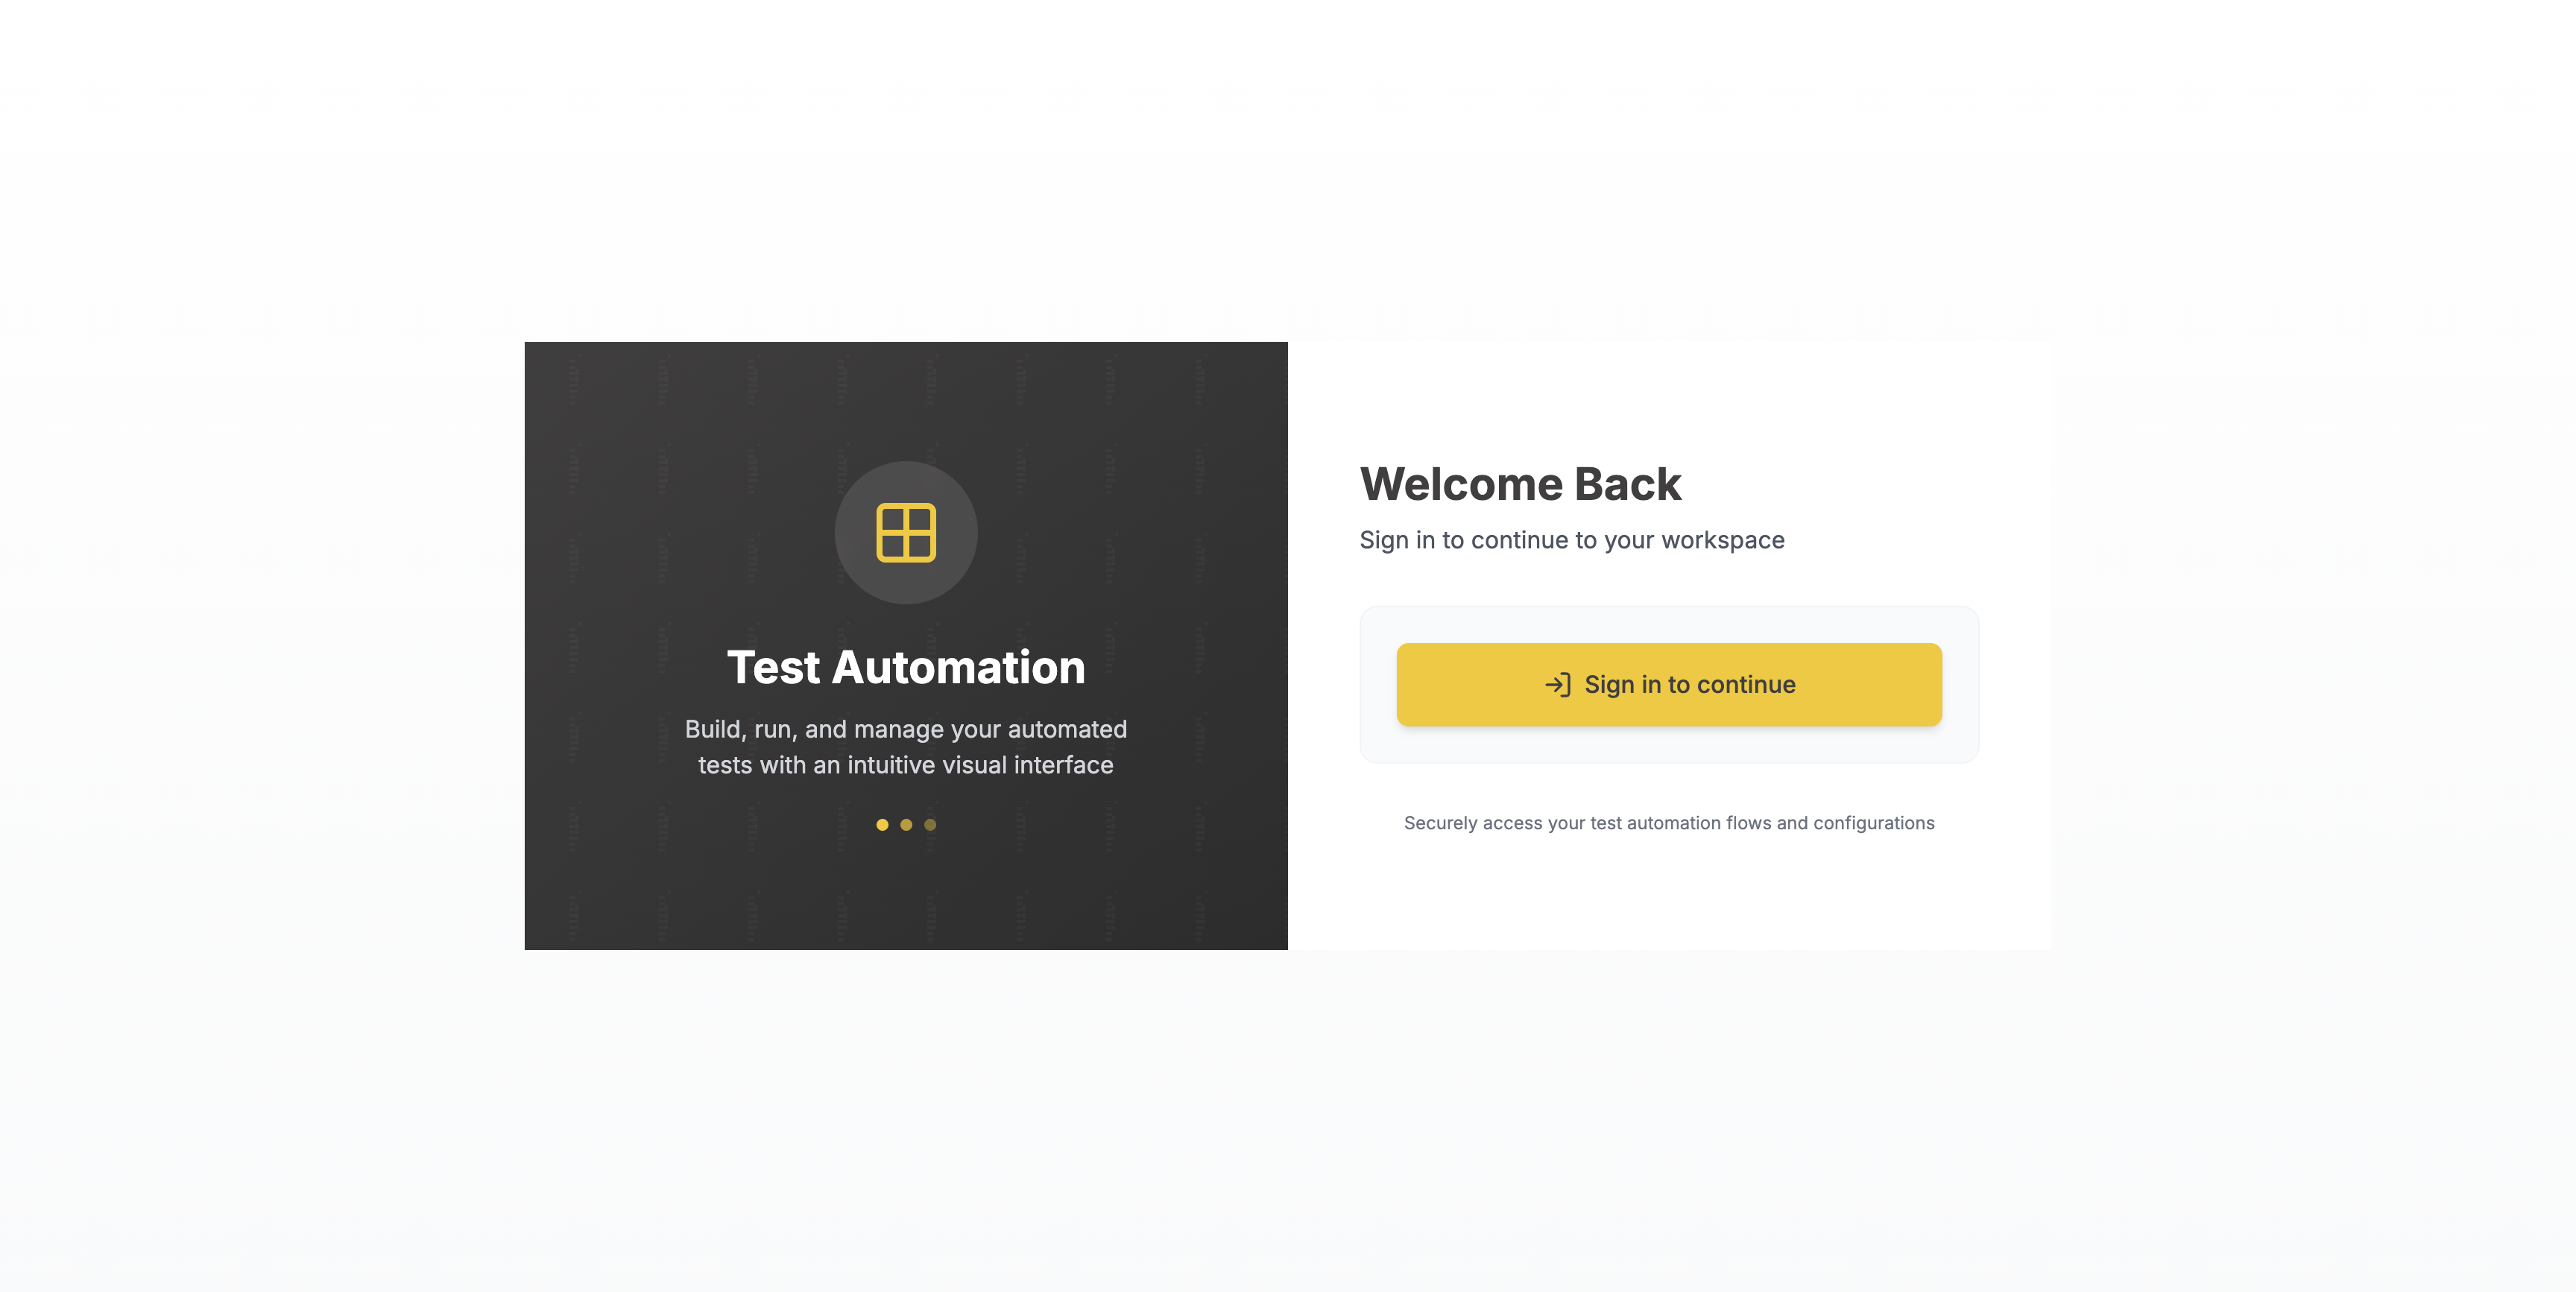 Test Automation
Build, run, and manage your automated
tests with an intuitive visual interface
Welcome Back
Sign in to continue to your workspace
Sign in to continue
Securely access your test automation flows and configurations